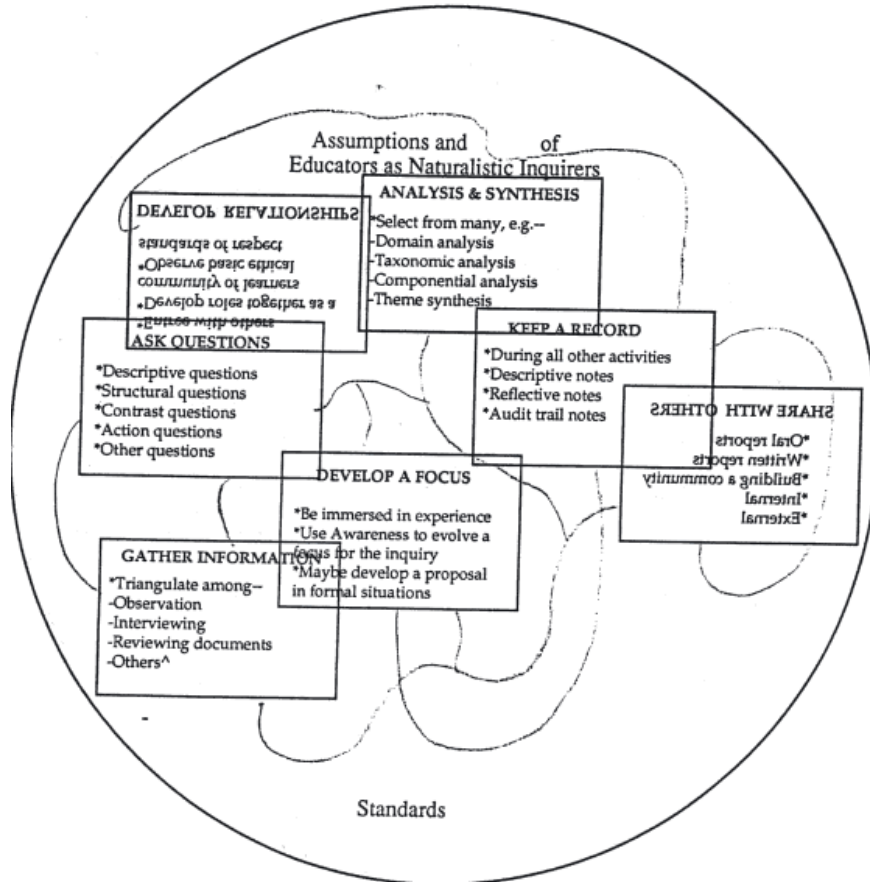 Assumptions and of
Educators as Naturalistic Inquirers
ANALYSIS & SYNTHESIS
*Select from many, e.g.--
-Domain analysis
-Taxonomic analysis
-Componential analysis
-Theme synthesis
DEVELOP RELATIONSHIPS
*Entree with others
*Develop roles together as a
community of learners
*Observe basic ethical
standards of respect
KEEP A RECORD
*During all other activities
*Descriptive notes
*Reflective notes
*Audit trail notes
ASK QUESTIONS
*Descriptive questions
*Structural questions
*Contrast questions
*Action questions
*Other questions
SHARE WITH OTHERS
*Oral reports
*Written reports
*Building a community
*Internal
*External
DEVELOP A FOCUS
*Be immersed in experience
*Use Awareness to evolve a
focus for the inquiry
*Maybe develop a proposal
in formal situations
GATHER INFORMATION
*Triangulate among--
-Observation
-Interviewing
-Reviewing documents
-Others^
Standards